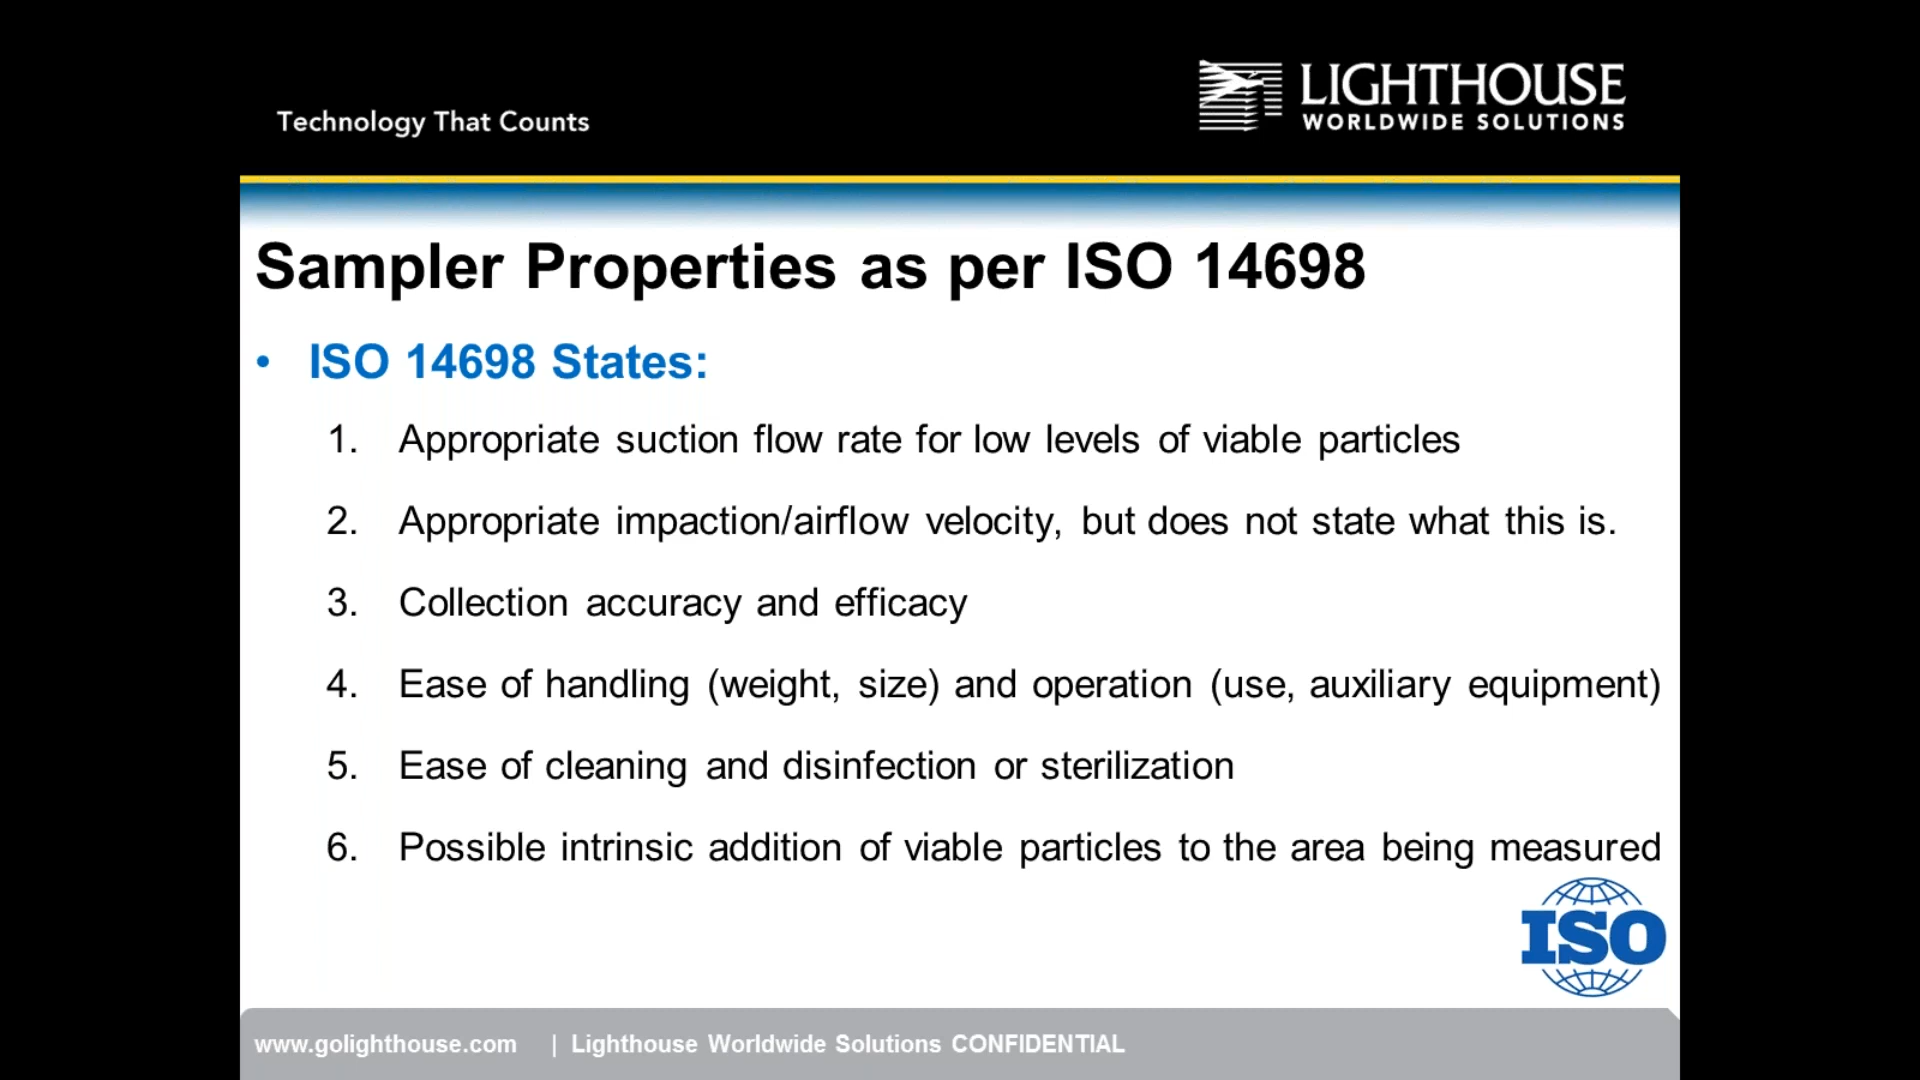 Technology That Counts
LIGHTHOUSE
WORLDWIDE SOLUTIONS
Sampler Properties as per ISO 14698
• ISO 14698 States:
1. Appropriate suction flow rate for low levels of viable particles
2. Appropriate impaction/airflow velocity, but does not state what this is.
3. Collection accuracy and efficacy
4. Ease of handling (weight, size) and operation (use, auxiliary equipment)
5. Ease of cleaning and disinfection or sterilization
6. Possible intrinsic addition of viable particles to the area being measured
ISO
www.golighthouse.com | Lighthouse Worldwide Solutions CONFIDENTIAL